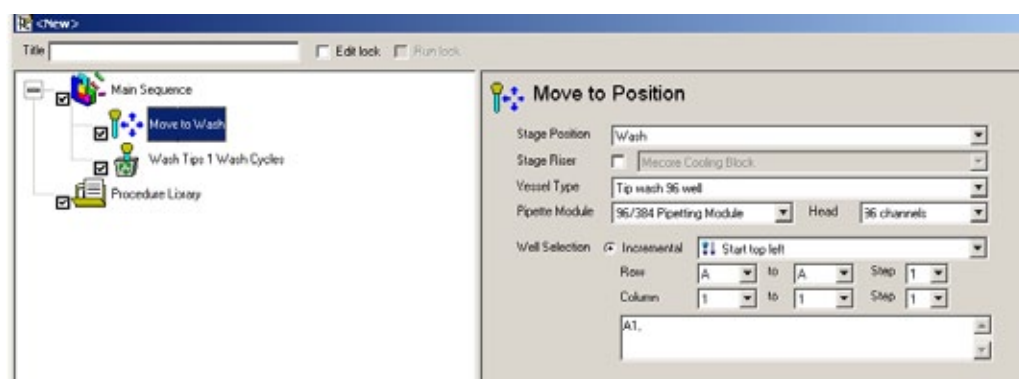 <New>
Title
Edit lock
Run lock
Main Sequence
Move to Wash
Wash Tips 1 Wash Cycles
Procedure Library
Move to Position
Stage Position Wash
Stage Riser Mecore Cooling Block
Vessel Type Tip wash 96 well
Pipette Module 96/384 Pipetting Module Head 96 channels
Well Selection Incremental Start top left
Row A to A Step 1
Column 1 to 1 Step 1
A1,